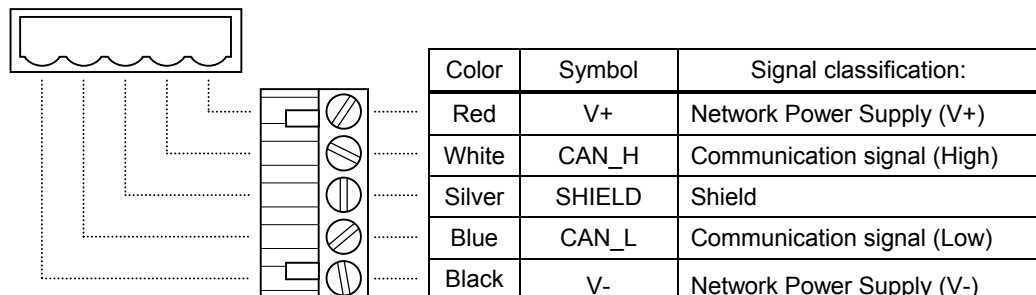 Color Symbol Signal classification:
Red V+ Network Power Supply (V+)
White CAN_H Communication signal (High)
Silver SHIELD Shield
Blue CAN_L Communication signal (Low)
Black V- Network Power Supply (V-)